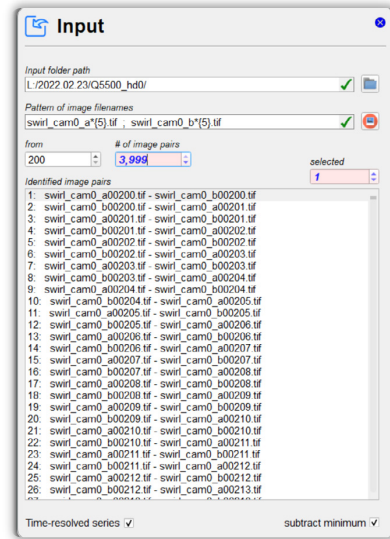 Input
Input folder path
L:/2022.02.23/Q5500_hd0/
Pattern of image filenames
swirl_cam0_a*{5}.tif ; swirl_cam0_b*{5}.tif
from # of image pairs
200 3,999
selected
1
Identified image pairs
1: swirl_cam0_a00200.tif - swirl_cam0_b00200.tif
2: swirl_cam0_b00200.tif - swirl_cam0_a00201.tif
3: swirl_cam0_a00201.tif - swirl_cam0_b00201.tif
4: swirl_cam0_b00201.tif - swirl_cam0_a00202.tif
5: swirl_cam0_a00202.tif - swirl_cam0_b00202.tif
6: swirl_cam0_b00202.tif - swirl_cam0_a00203.tif
7: swirl_cam0_a00203.tif - swirl_cam0_b00203.tif
8: swirl_cam0_b00203.tif - swirl_cam0_a00204.tif
9: swirl_cam0_a00204.tif - swirl_cam0_b00204.tif
10: swirl_cam0_b00204.tif - swirl_cam0_a00205.tif
11: swirl_cam0_a00205.tif - swirl_cam0_b00205.tif
12: swirl_cam0_b00205.tif - swirl_cam0_a00206.tif
13: swirl_cam0_a00206.tif - swirl_cam0_b00206.tif
14: swirl_cam0_b00206.tif - swirl_cam0_a00207.tif
15: swirl_cam0_a00207.tif - swirl_cam0_b00207.tif
16: swirl_cam0_b00207.tif - swirl_cam0_a00208.tif
17: swirl_cam0_a00208.tif - swirl_cam0_b00208.tif
18: swirl_cam0_b00208.tif - swirl_cam0_a00209.tif
19: swirl_cam0_a00209.tif - swirl_cam0_b00209.tif
20: swirl_cam0_b00209.tif - swirl_cam0_a00210.tif
21: swirl_cam0_a00210.tif - swirl_cam0_b00210.tif
22: swirl_cam0_b00210.tif - swirl_cam0_a00211.tif
23: swirl_cam0_a00211.tif - swirl_cam0_b00211.tif
24: swirl_cam0_b00211.tif - swirl_cam0_a00212.tif
25: swirl_cam0_a00212.tif - swirl_cam0_b00212.tif
26: swirl_cam0_b00212.tif - swirl_cam0_a00213.tif
Time-resolved series subtract minimum